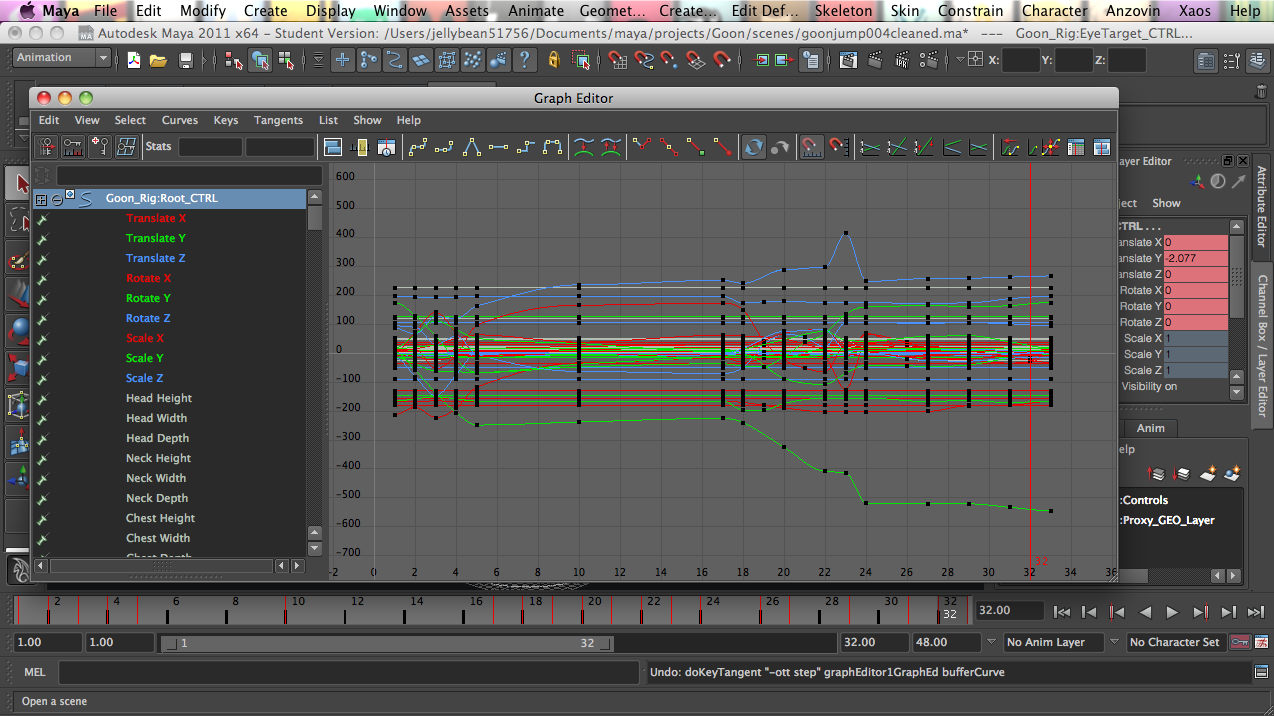 Maya File Edit Modify Create Display Window Assets Animate Geomet... Create... Edit Def... Skeleton Skin Constrain Character Anzovin Xaos Help
Autodesk Maya 2011 x64 - Student Version: /Users/jellybean51756/Documents/maya/projects/Goon/scenes/goonjump004cleaned.ma* --- Goon_Rig:EyeTarget_CTRL...
Animation
X: Y: Z:
Graph Editor
Edit View Select Curves Keys Tangents List Show Help
Stats
Goon_Rig:Root_CTRL
Translate X
Translate Y
Translate Z
Rotate X
Rotate Y
Rotate Z
Scale X
Scale Y
Scale Z
Head Height
Head Width
Head Depth
Neck Height
Neck Width
Neck Depth
Chest Height
Chest Width
Chest Depth
600
500
400
300
200
100
0
-100
-200
-300
-400
-500
-600
-700
-2 0 2 4 6 8 10 12 14 16 18 20 22 24 26 28 30 32 34 36
32
ayer Editor
ect Show
CTRL . . .
anslate X 0
anslate Y -2.077
anslate Z 0
Rotate X 0
Rotate Y 0
Rotate Z 0
Scale X 1
Scale Y 1
Scale Z 1
Visibility on
Attribute Editor
Channel Box / Layer Editor
Anim
elp
:Controls
:Proxy_GEO_Layer
2 4 6 8 10 12 14 16 18 20 22 24 26 28 30 32
32
32.00
1.00 1.00 1 32 32.00 48.00 No Anim Layer No Character Set
MEL
Undo: doKeyTangent "-ott step" graphEditor1GraphEd bufferCurve
Open a scene